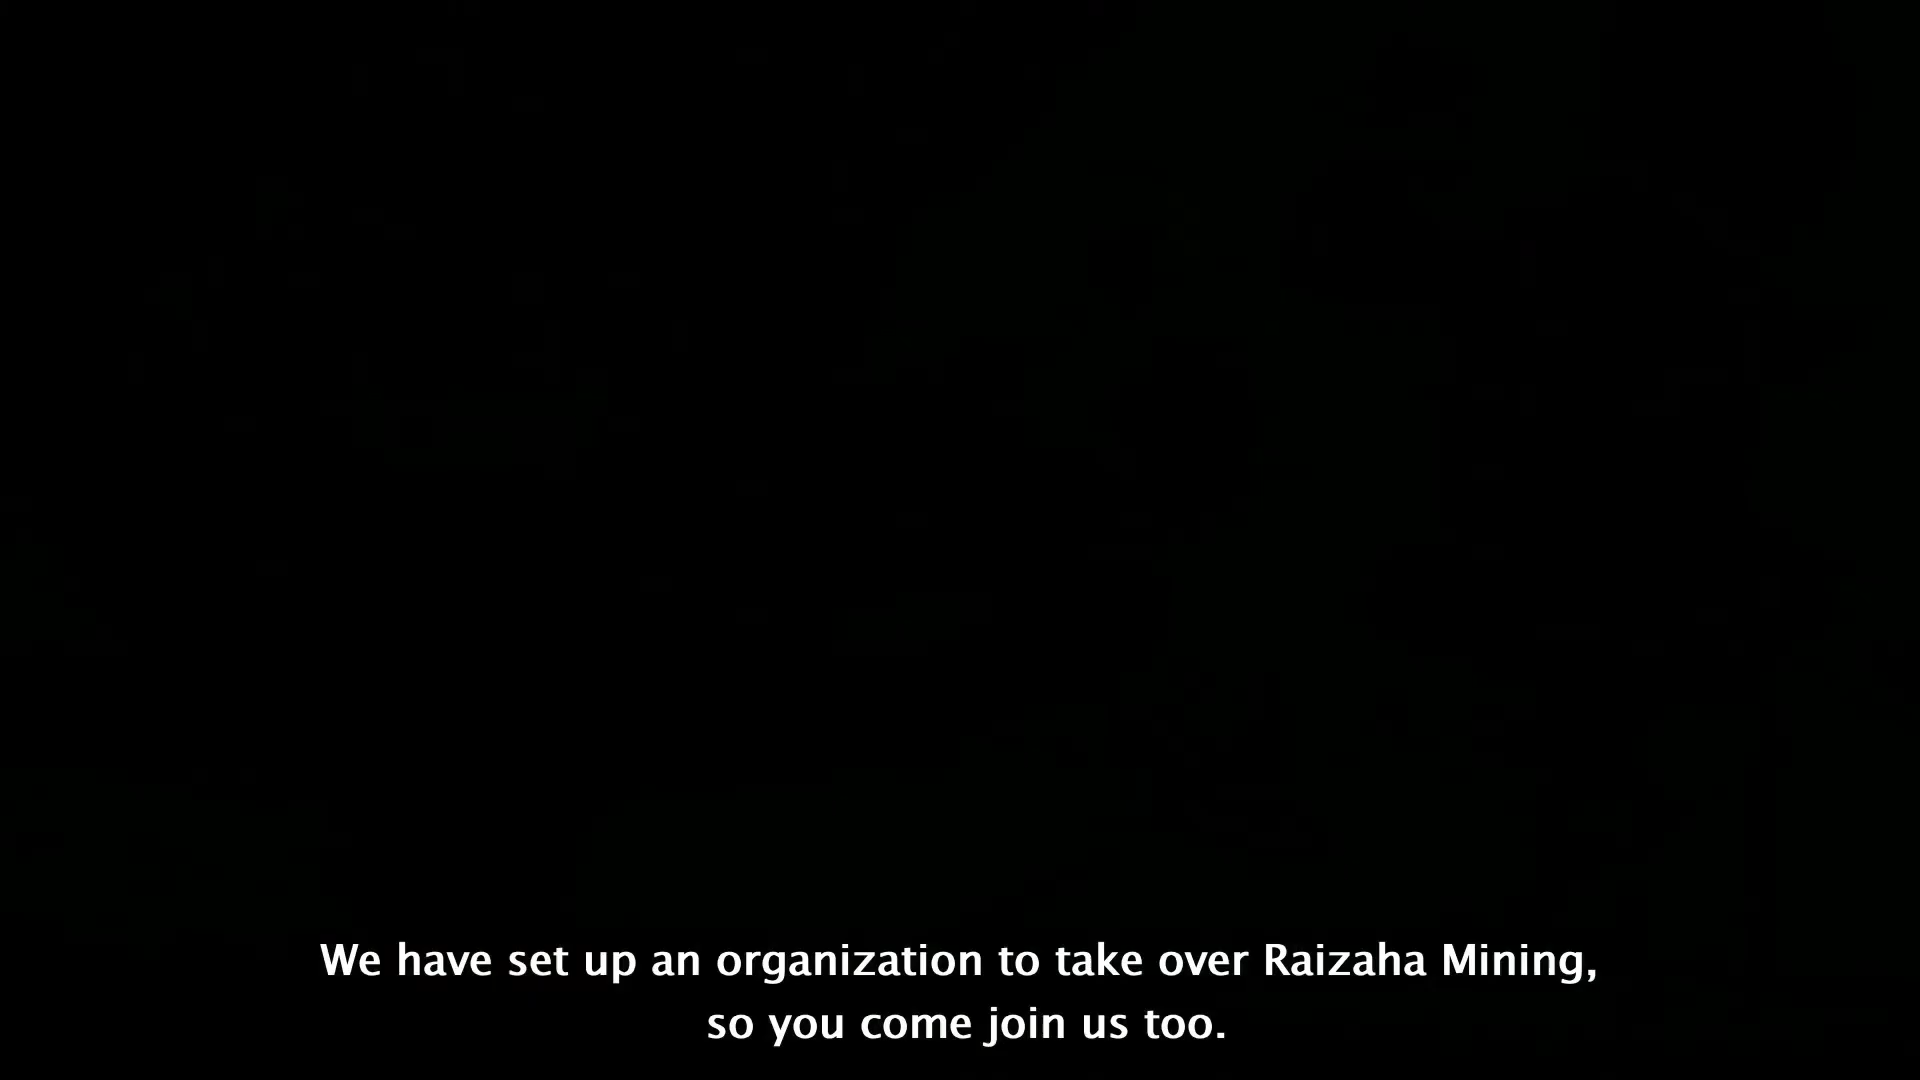 We have set up an organization to take over Raizaha Mining,
so you come join us too.